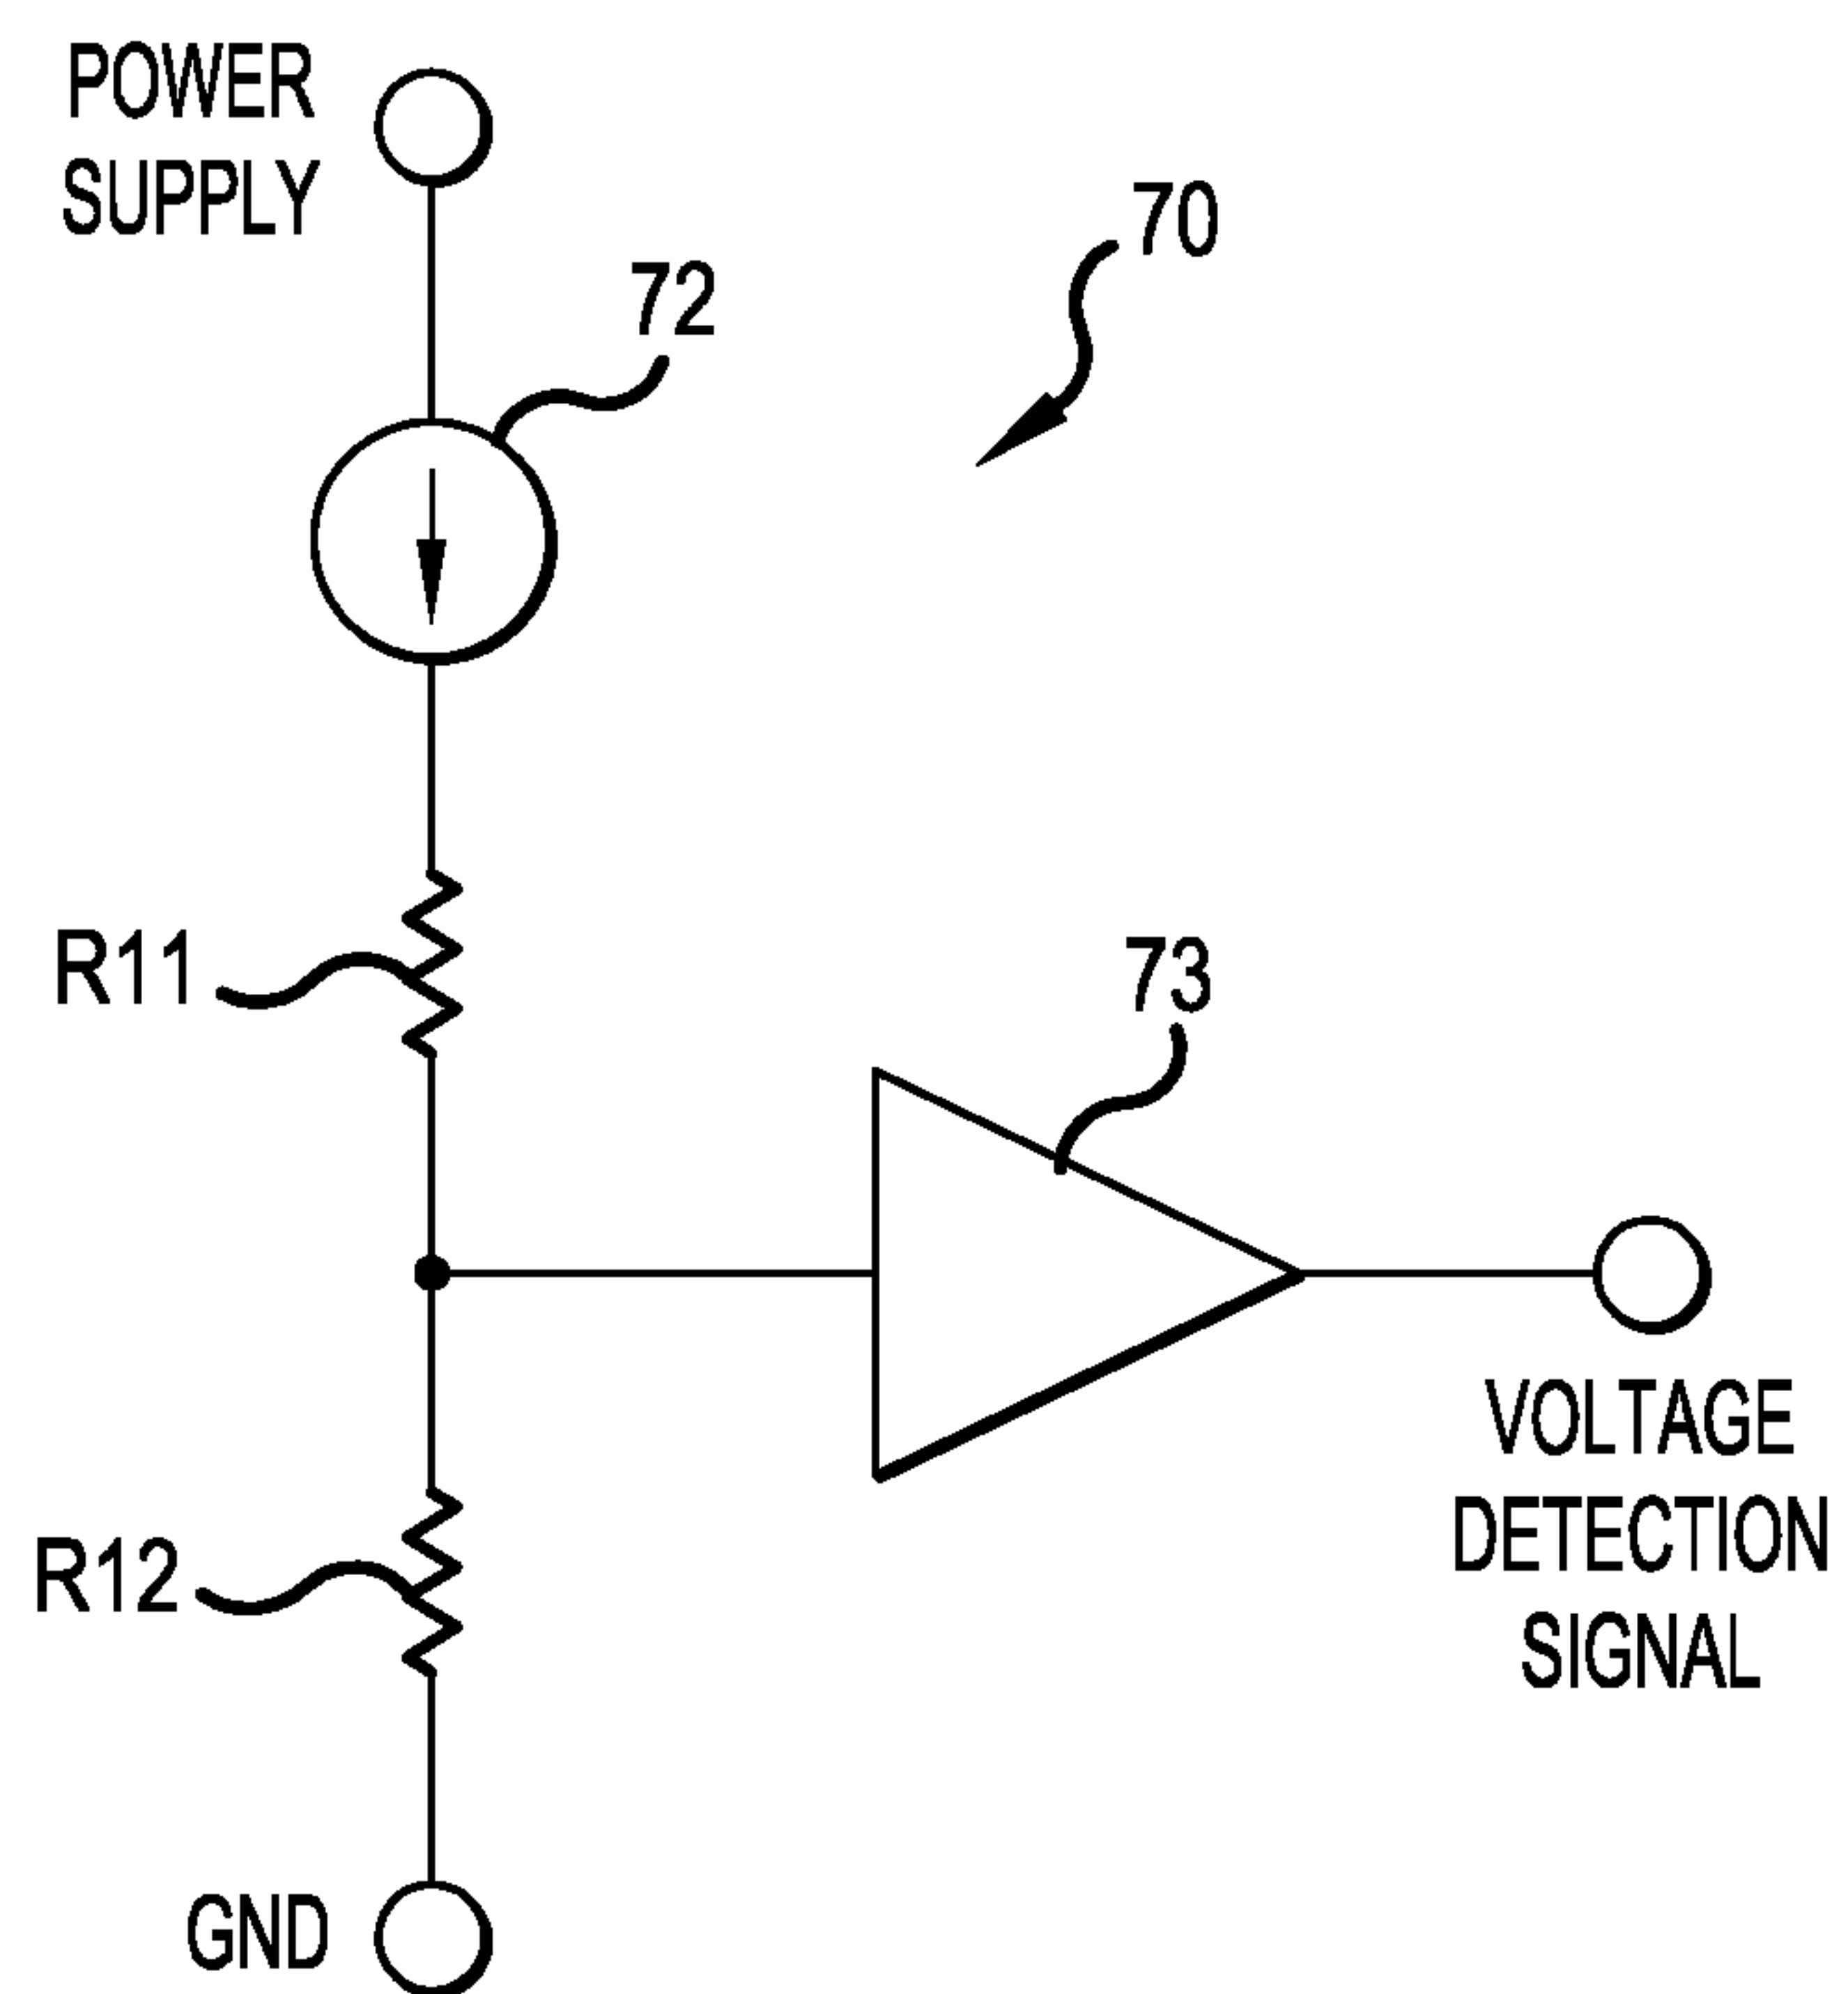 POWER
SUPPLY
70
72
R11
73
VOLTAGE
DETECTION
SIGNAL
R12
GND